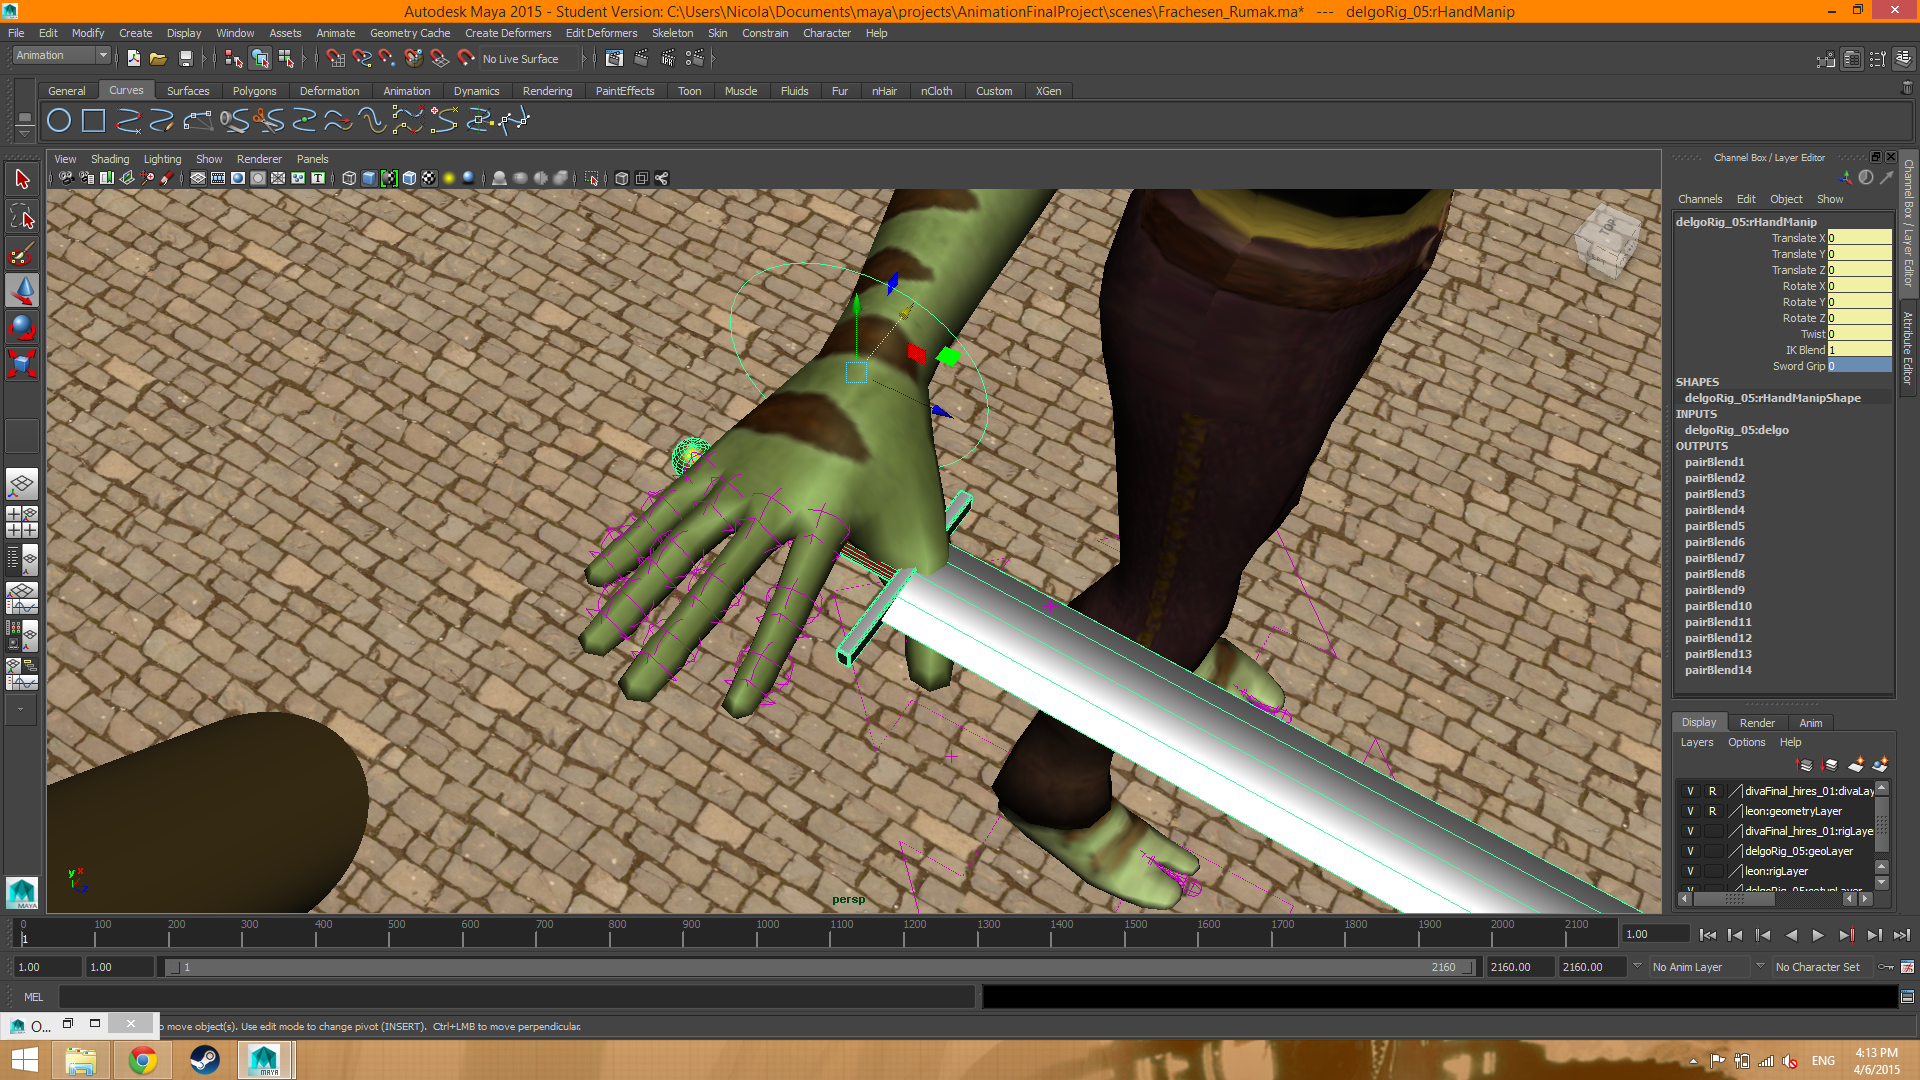 Autodesk Maya 2015 - Student Version: C:\Users\Nicola\Documents\maya\projects\AnimationFinalProject\scenes\Frachesen_Rumak.ma* --- delgoRig_05:rHandManip
File Edit Modify Create Display Window Assets Animate Geometry Cache Create Deformers Edit Deformers Skeleton Skin Constrain Character Help
Animation No Live Surface
General Curves Surfaces Polygons Deformation Animation Dynamics Rendering PaintEffects Toon Muscle Fluids Fur nHair nCloth Custom XGen
View Shading Lighting Show Renderer Panels
Channel Box / Layer Editor
Channels Edit Object Show
delgoRig_05:rHandManip
Translate X 0
Translate Y 0
Translate Z 0
Rotate X 0
Rotate Y 0
Rotate Z 0
Twist 0
IK Blend 1
Sword Grip 0
SHAPES
delgoRig_05:rHandManipShape
INPUTS
delgoRig_05:delgo
OUTPUTS
pairBlend1
pairBlend2
pairBlend3
pairBlend4
pairBlend5
pairBlend6
pairBlend7
pairBlend8
pairBlend9
pairBlend10
pairBlend11
pairBlend12
pairBlend13
pairBlend14
Channel Box / Layer Editor
Attribute Editor
TOP
Display Render Anim
Layers Options Help
V R divaFinal_hires_01:divaLay
V R leon:geometryLayer
V divaFinal_hires_01:rigLaye
V delgoRig_05:geoLayer
V leon:rigLayer
y x z
persp
MAYA
0 100 200 300 400 500 600 700 800 900 1000 1100 1200 1300 1400 1500 1600 1700 1800 1900 2000 2100
1
1.00
1.00 1.00 1 2160 2160.00 2160.00 No Anim Layer No Character Set
MEL
O...
o move object(s). Use edit mode to change pivot (INSERT). Ctrl+LMB to move perpendicular.
MAYA
ENG
4:13 PM
4/6/2015